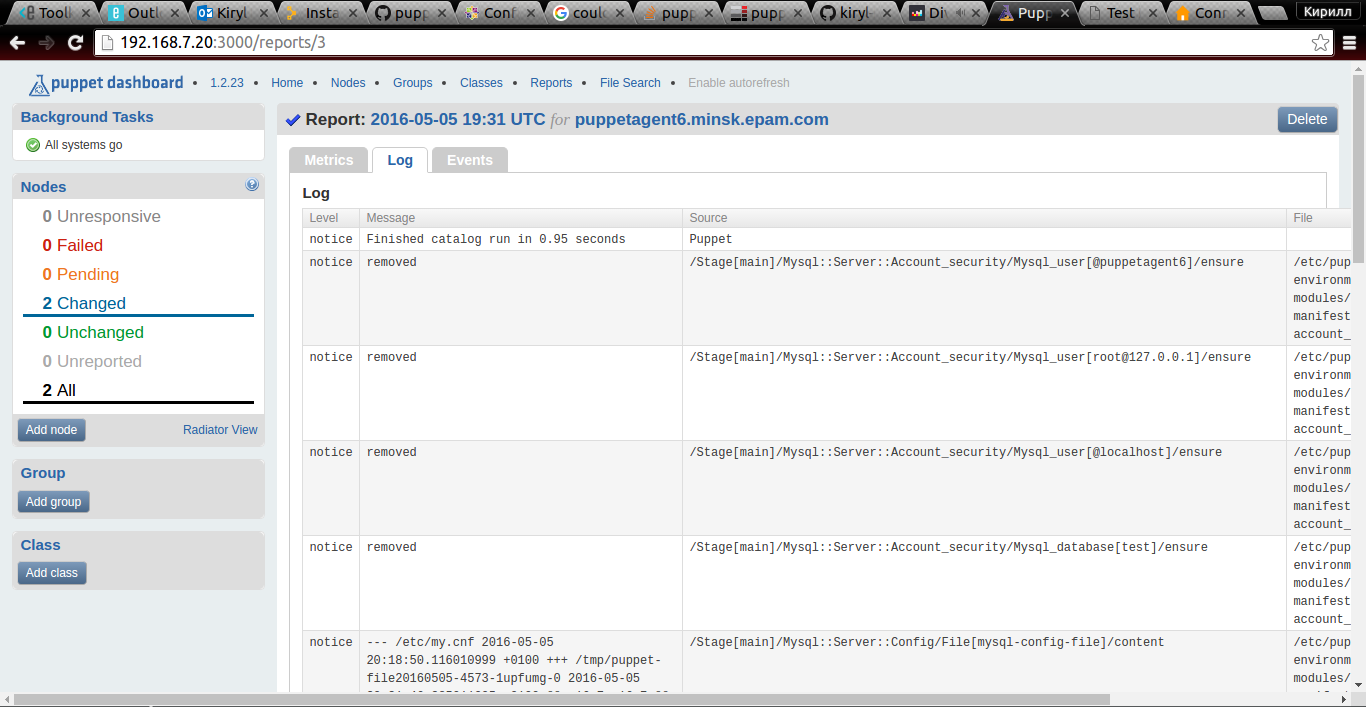 Tooll
Outl
Kiryl
Insta
pupp
Conf
coul
pupp
pupp
kiryl
Div
Pupp
Test
Conr
Кирилл
192.168.7.20:3000/reports/3
puppet dashboard • 1.2.23 • Home • Nodes • Groups • Classes • Reports • File Search • Enable autorefresh
Background Tasks
All systems go
Nodes
0 Unresponsive
0 Failed
0 Pending
2 Changed
0 Unchanged
0 Unreported
2 All
Add node
Radiator View
Group
Add group
Class
Add class
Report: 2016-05-05 19:31 UTC for puppetagent6.minsk.epam.com
Delete
Metrics
Log
Events
Log
Level Message Source File
notice Finished catalog run in 0.95 seconds Puppet
notice removed /Stage[main]/Mysql::Server::Account_security/Mysql_user[@puppetagent6]/ensure /etc/pup
environm
modules/
manifest
account_
notice removed /Stage[main]/Mysql::Server::Account_security/Mysql_user[root@127.0.0.1]/ensure /etc/pup
environm
modules/
manifest
account_
notice removed /Stage[main]/Mysql::Server::Account_security/Mysql_user[@localhost]/ensure /etc/pup
environm
modules/
manifest
account_
notice removed /Stage[main]/Mysql::Server::Account_security/Mysql_database[test]/ensure /etc/pup
environm
modules/
manifest
account_
notice --- /etc/my.cnf 2016-05-05 /Stage[main]/Mysql::Server::Config/File[mysql-config-file]/content /etc/pup
20:18:50.116010999 +0100 +++ /tmp/puppet- environm
file20160505-4573-1upfumg-0 2016-05-05 modules/